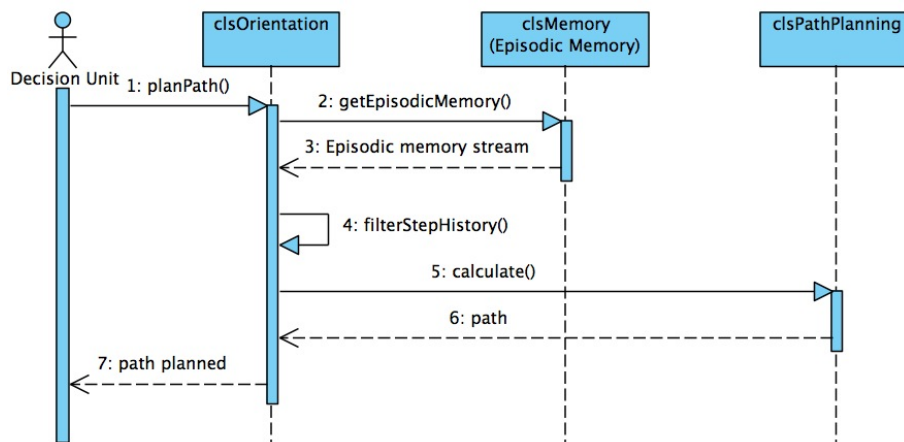 clsOrientation
clsMemory
(Episodic Memory)
clsPathPlanning
Decision Unit
1: planPath()
2: getEpisodicMemory()
3: Episodic memory stream
4: filterStepHistory()
5: calculate()
6: path
7: path planned